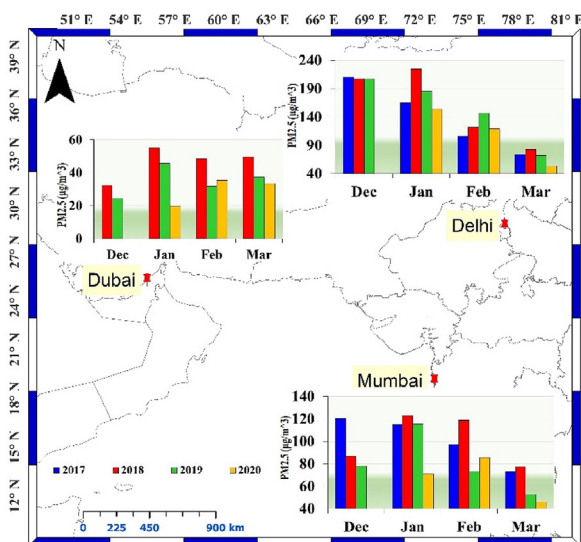 51° E 54° E 57° E 60° E 63° E 66° E 69° E 72° E 75° E 78° E 81° E
39° N
36° N
33° N
30° N
27° N
24° N
21° N
18° N
15° N
12° N
N
PM2.5 (µg/m^3)
240
190
140
90
40
Dec Jan Feb Mar
PM2.5 (µg/m^3)
60
40
20
0
Dec Jan Feb Mar
Delhi
Dubai
Mumbai
PM2.5 (µg/m^3)
140
120
100
80
60
40
Dec Jan Feb Mar
2017 2018 2019 2020
0 225 450 900 km